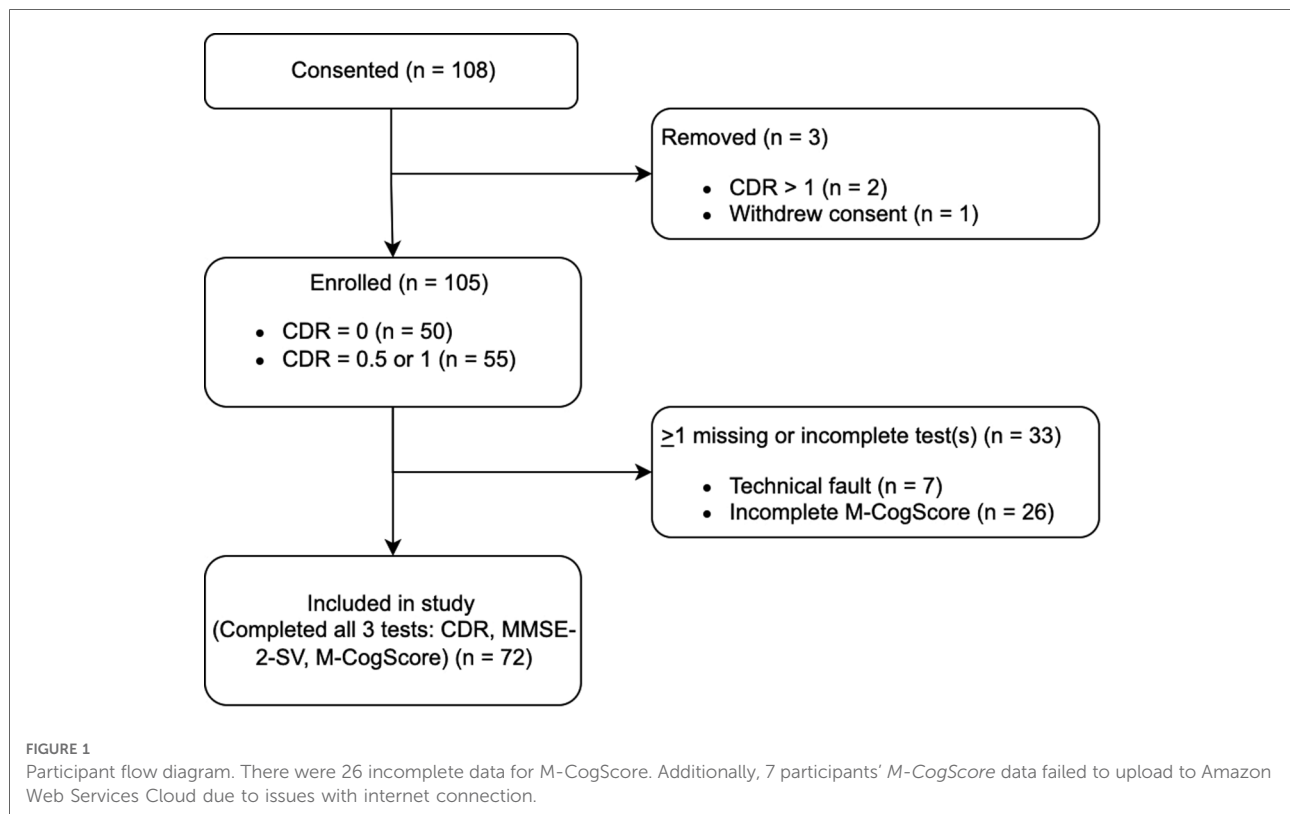 Consented (n = 108)
Removed (n = 3)
• CDR > 1 (n = 2)
• Withdrew consent (n = 1)
Enrolled (n = 105)
• CDR = 0 (n = 50)
• CDR = 0.5 or 1 (n = 55)
≥1 missing or incomplete test(s) (n = 33)
• Technical fault (n = 7)
• Incomplete M-CogScore (n = 26)
Included in study
(Completed all 3 tests: CDR, MMSE-
2-SV, M-CogScore) (n = 72)
FIGURE 1
Participant flow diagram. There were 26 incomplete data for M-CogScore. Additionally, 7 participants’ M-CogScore data failed to upload to Amazon
Web Services Cloud due to issues with internet connection.